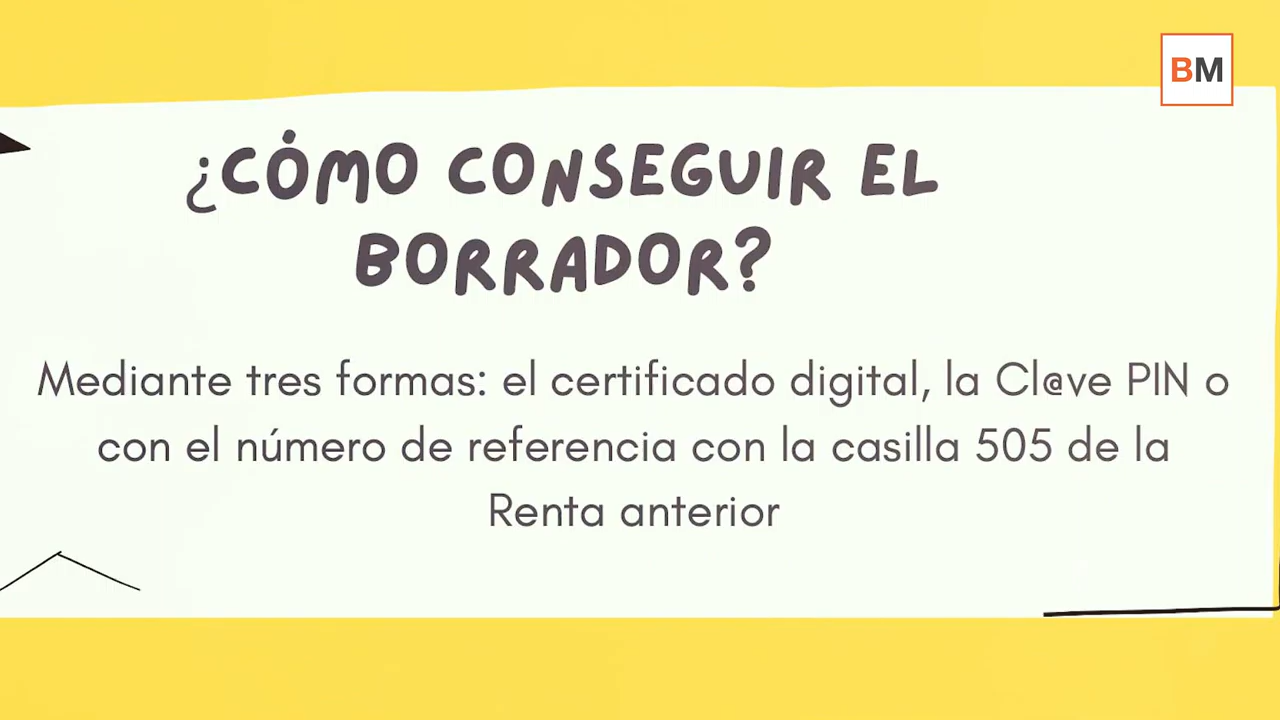 BM
¿CÓMO CONSEGUIR EL
BORRADOR?
Mediante tres formas: el certificado digital, la Cl@ve PIN o
con el número de referencia con la casilla 505 de la
Renta anterior